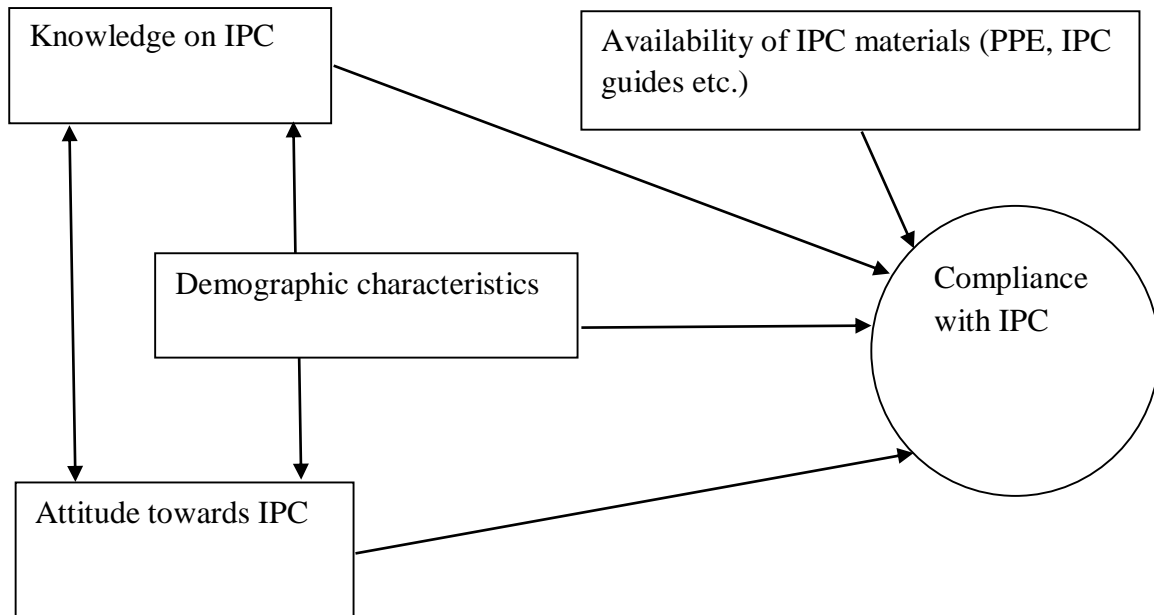 Knowledge on IPC
Availability of IPC materials (PPE, IPC
guides etc.)
Demographic characteristics
Compliance
with IPC
Attitude towards IPC